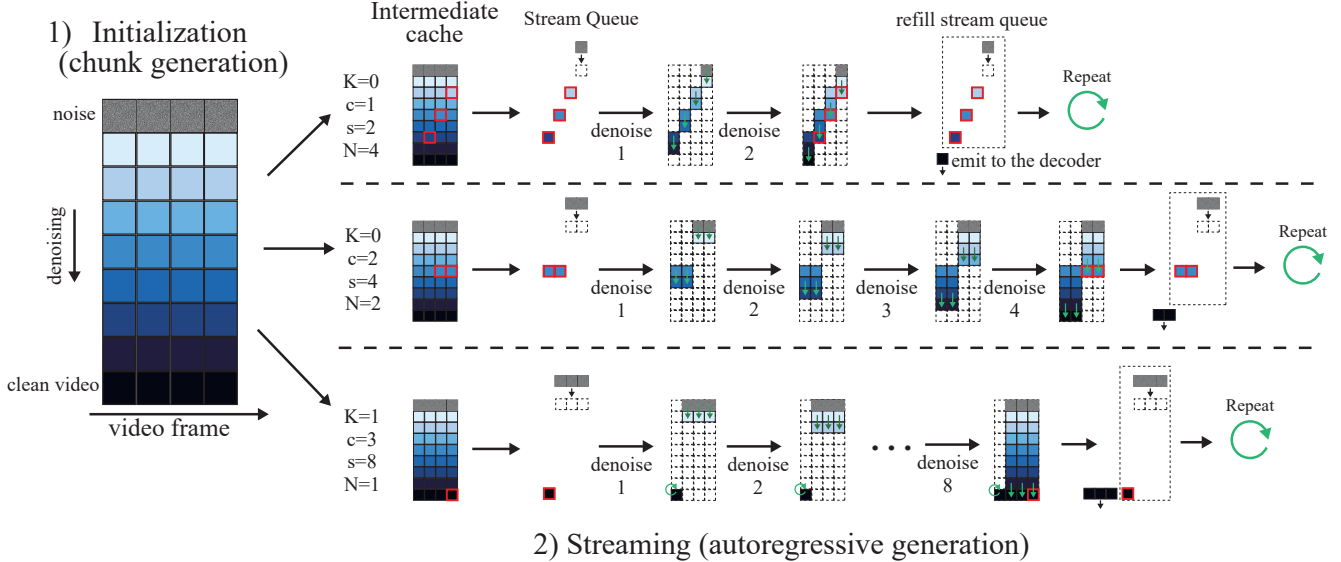 1) Initialization
(chunk generation)
noise
denoising
clean video
video frame
Intermediate
cache
Stream Queue
refill stream queue
K=0
c=1
s=2
N=4
denoise
1
denoise
2
emit to the decoder
Repeat
K=0
c=2
s=4
N=2
denoise
1
denoise
2
denoise
3
denoise
4
Repeat
K=1
c=3
s=8
N=1
denoise
1
denoise
2
• • •
denoise
8
Repeat
2) Streaming (autoregressive generation)